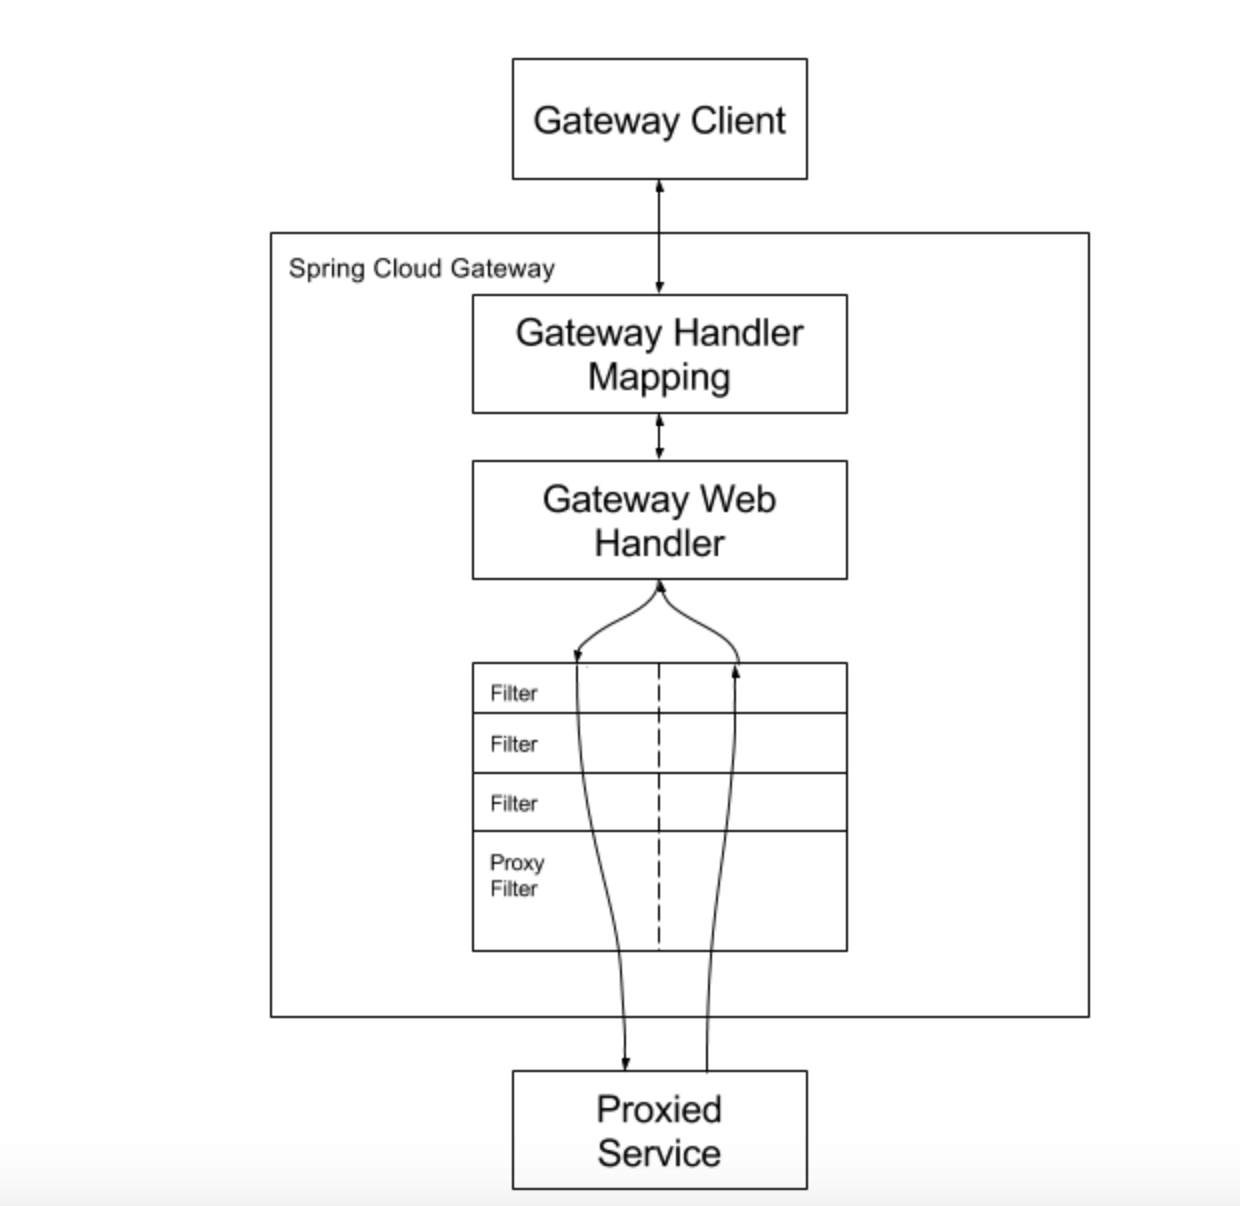 Gateway Client
Spring Cloud Gateway
Gateway Handler
Mapping
Gateway Web
Handler
Filter
Filter
Filter
Proxy
Filter
Proxied
Service